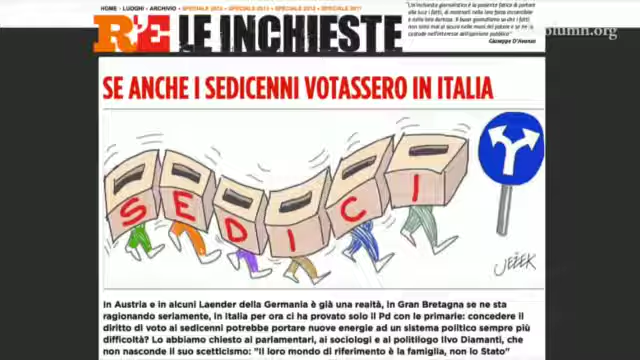 HOME - LUOGHI - ARCHIVIO - SPECIALE 2014 - SPECIALE 2013 - SPECIALE 2012 - SPECIALE 2011
R'E LE INCHIESTE
Giuseppe D'Avanzo
olumn.org
SE ANCHE I SEDICENNI VOTASSERO IN ITALIA
SEDICI
JEŽEK
In Austria e in alcuni Laender della Germania è già una realtà, in Gran Bretagna se ne sta
ragionando seriamente, in Italia per ora ci ha provato solo il Pd con le primarie: concedere il
diritto di voto ai sedicenni potrebbe portare nuove energie ad un sistema politico sempre più
difficoltà? Lo abbiamo chiesto ai parlamentari, ai sociologi e al politilogo Ilvo Diamanti, che
non nasconde il suo scetticismo: "Il loro mondo di riferimento è la famiglia, non lo Stato"